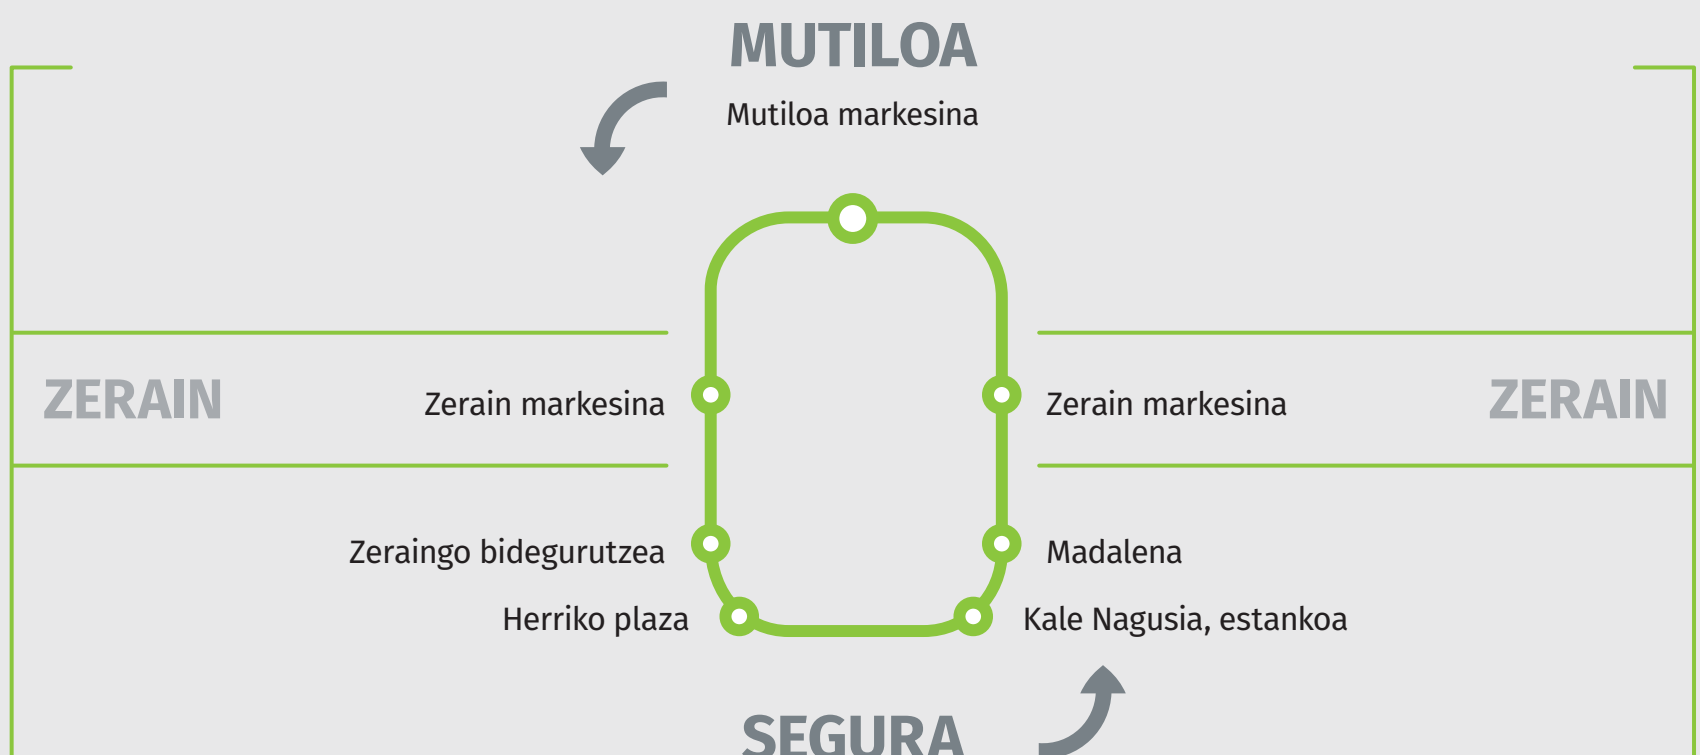 MUTILOA
Mutiloa markesina
ZERAIN
Zerain markesina
Zerain markesina
ZERAIN
Zeraingo bidegurutzea
Madalena
Herriko plaza
Kale Nagusia, estankoa
SEGURA